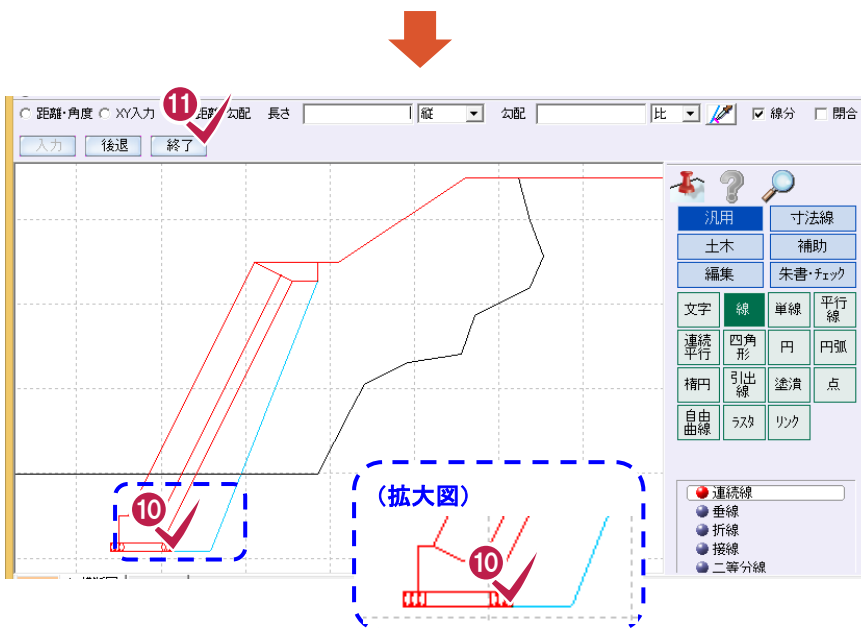 距離・角度 XY入力 ⑪ 距離・勾配 長さ 縦 勾配 比 線分 閉合
入力 後退 終了
汎用 寸法線
土木 補助
編集 朱書・チェック
文字 線 単線 平行線
連続平行 四角形 円 円弧
楕円 引出線 塗潰 点
自由曲線 ラスタ リンク
連続線
垂線
折線
接線
二等分線
⑩
(拡大図)
⑩